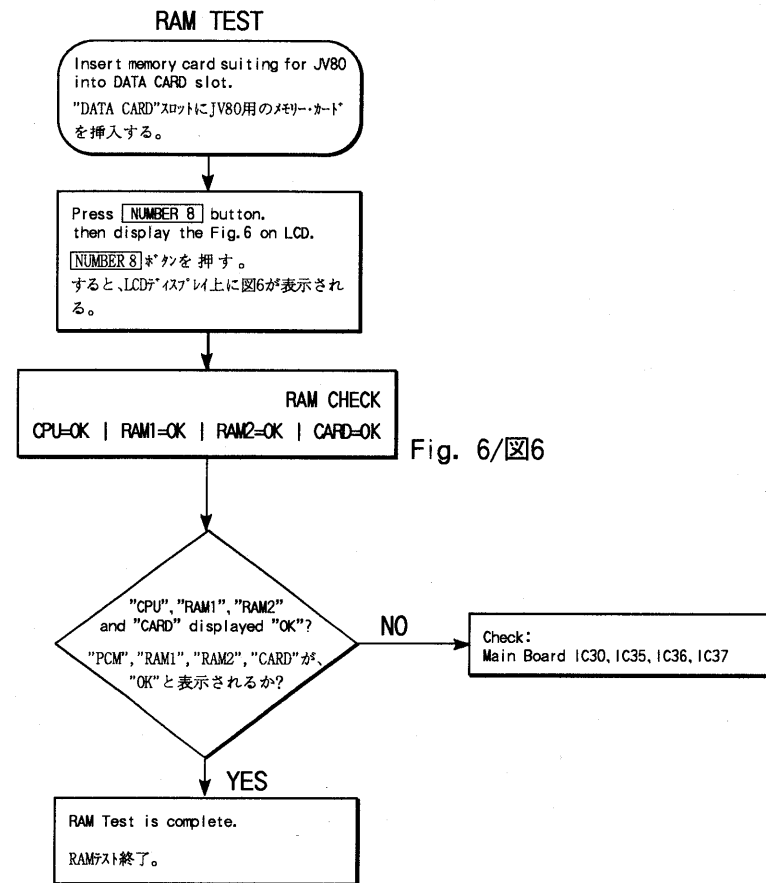 RAM TEST
Insert memory card suiting for JV80
into DATA CARD slot.
"DATA CARD"ｽﾛｯﾄにJV80用のﾒﾓﾘｰ･ｶｰﾄﾞ
を挿入する。
Press NUMBER 8 button.
then display the Fig.6 on LCD.
NUMBER 8 ﾎﾞﾀﾝを押す。
すると、LCDﾃﾞｨｽﾌﾟﾚｲ上に図6が表示され
る。
RAM CHECK
CPU=OK | RAM1=OK | RAM2=OK | CARD=OK
Fig. 6/図6
"CPU","RAM1","RAM2"
and "CARD" displayed "OK"?
"PCM","RAM1","RAM2","CARD"が、
"OK"と表示されるか?
NO
Check:
Main Board IC30, IC35, IC36, IC37
YES
RAM Test is complete.
RAMﾃｽﾄ終了。